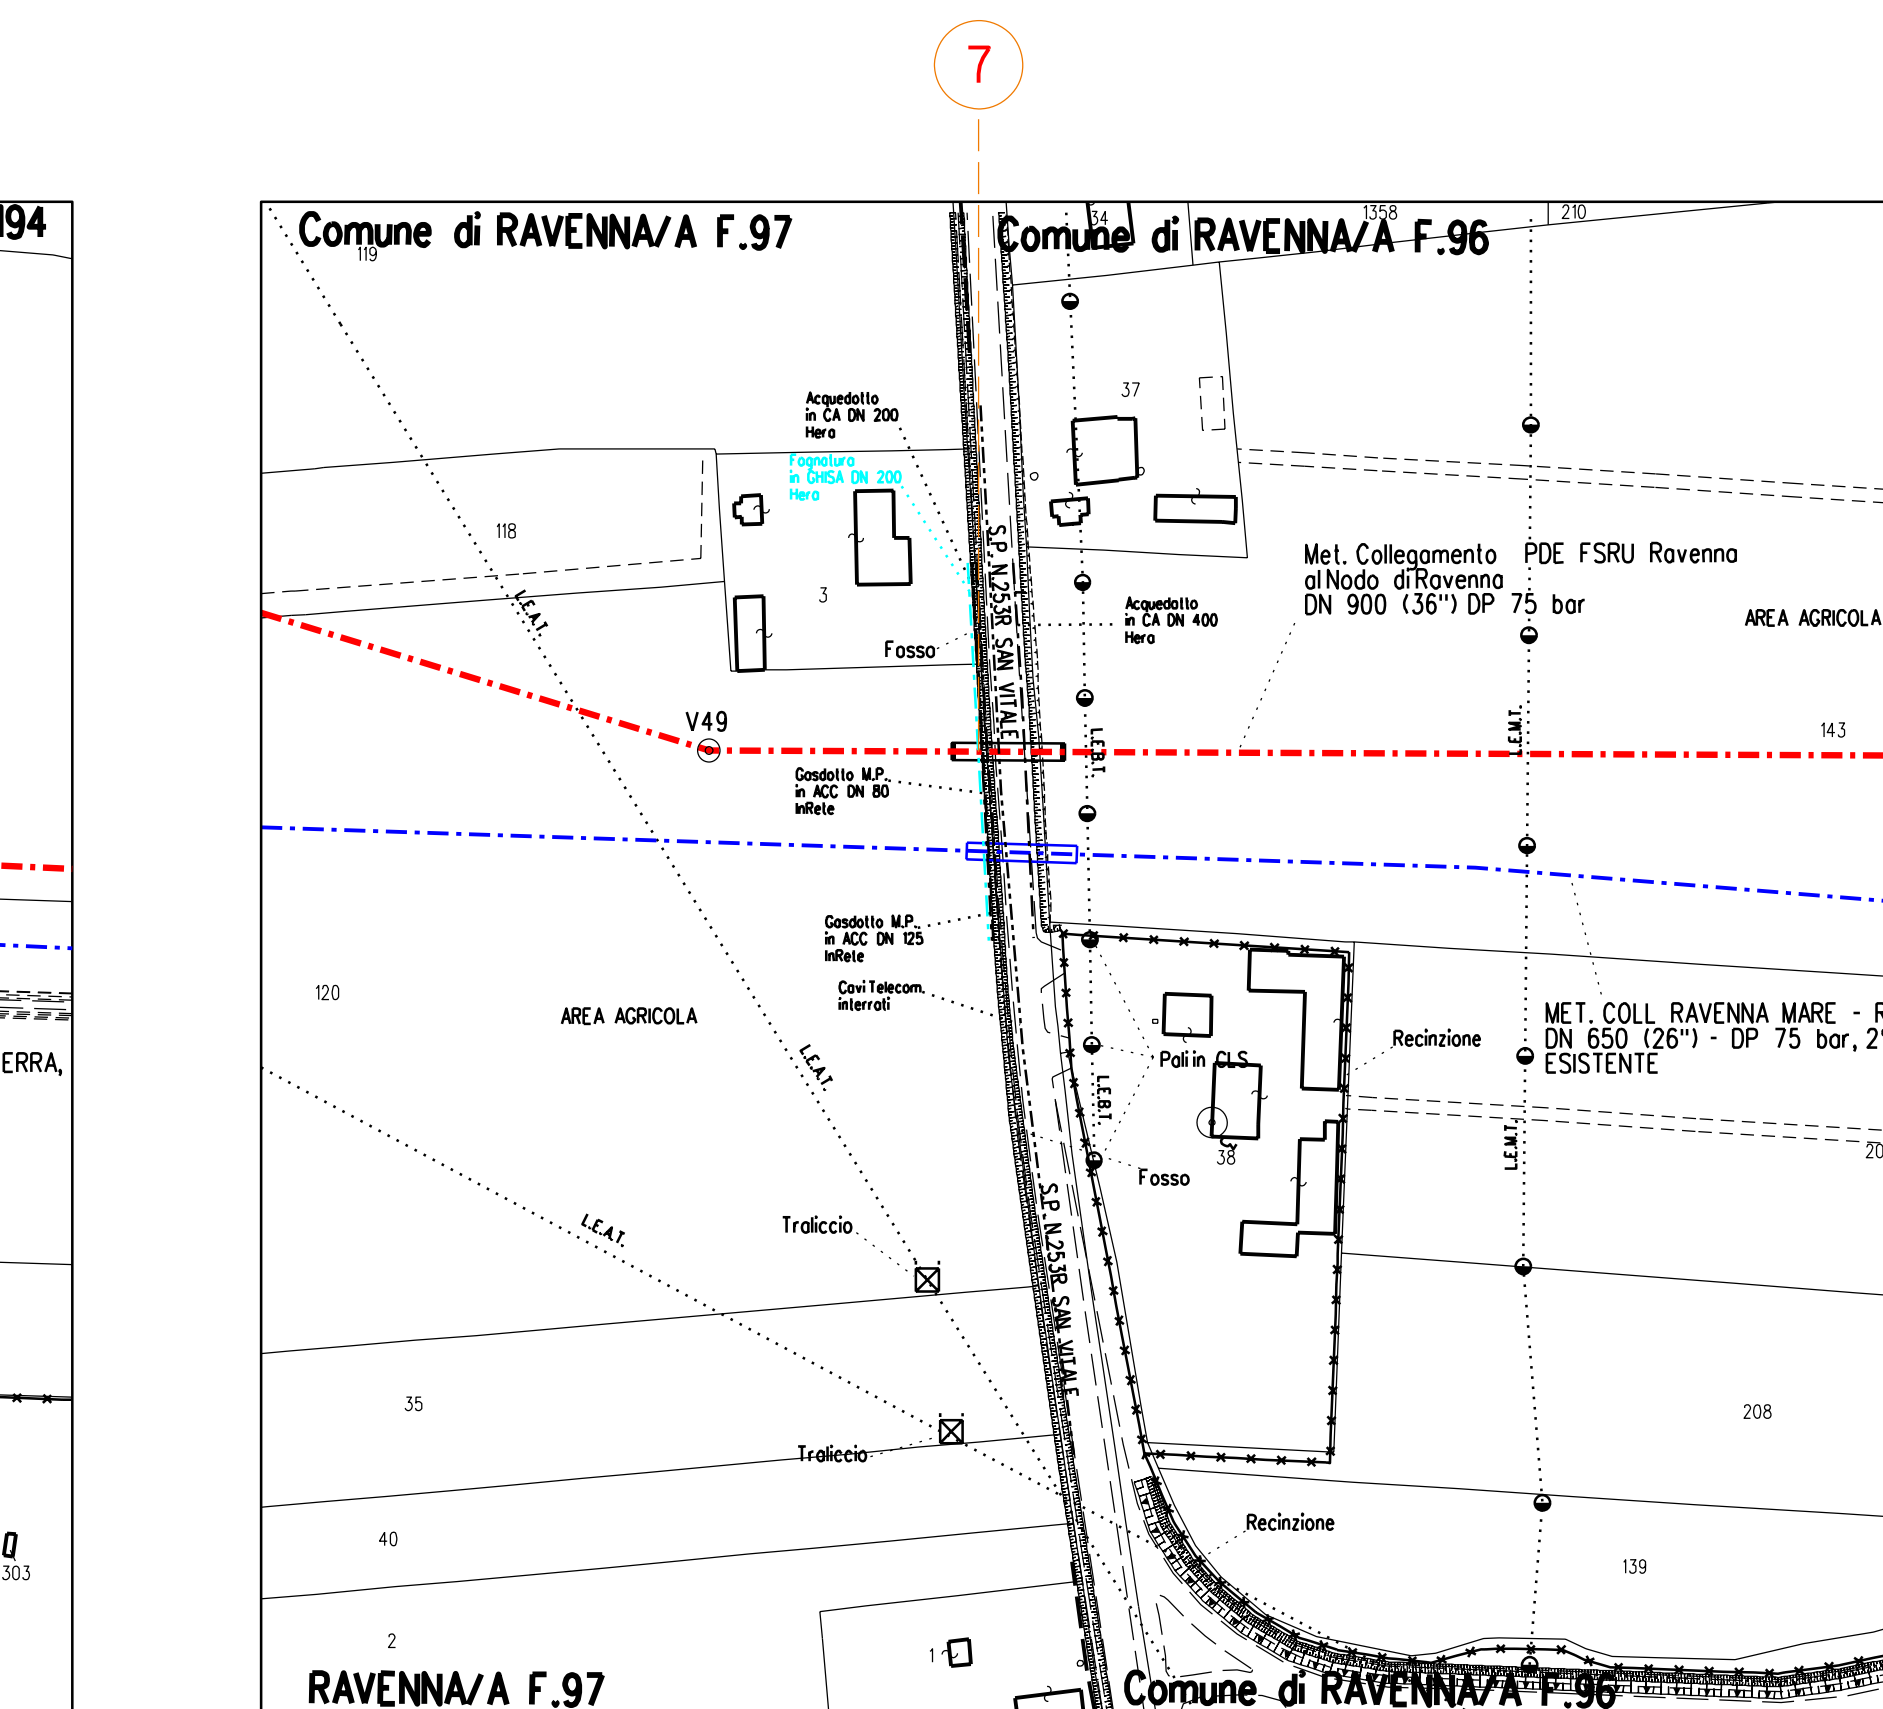 7
194
Comune di RAVENNA/A F.97
Comune di RAVENNA/A F.96
34
1358
210
119
37
Acquedotto
in CA DN 200
Hera
Fognatura
in GHISA DN 200
Hera
118
S.P. N.253R SAN VITALE
Met. Collegamento PDE FSRU Ravenna
al Nodo di Ravenna
DN 900 (36") DP 75 bar
L.E.A.T.
3
Acquedotto
in CA DN 400
Hera
AREA AGRICOLA
Fosso
V49
L.E.B.T
L.E.M.T.
143
Gasdotto M.P.
in ACC DN 80
InRete
Gasdotto M.P.
in ACC DN 125
InRete
Cavi Telecom.
interrati
120
AREA AGRICOLA
MET. COLL RAVENNA MARE - R
DN 650 (26") - DP 75 bar, 2°
ESISTENTE
Recinzione
ERRA,
Pali in CLS
L.E.A.T.
L.E.B.T.
L.E.M.T.
38
20
Fosso
S.P. N.253R SAN VITALE
Traliccio
L.E.A.T.
35
208
Traliccio
Recinzione
40
139
303
2
1
RAVENNA/A F.97
Comune di RAVENNA/A F.96